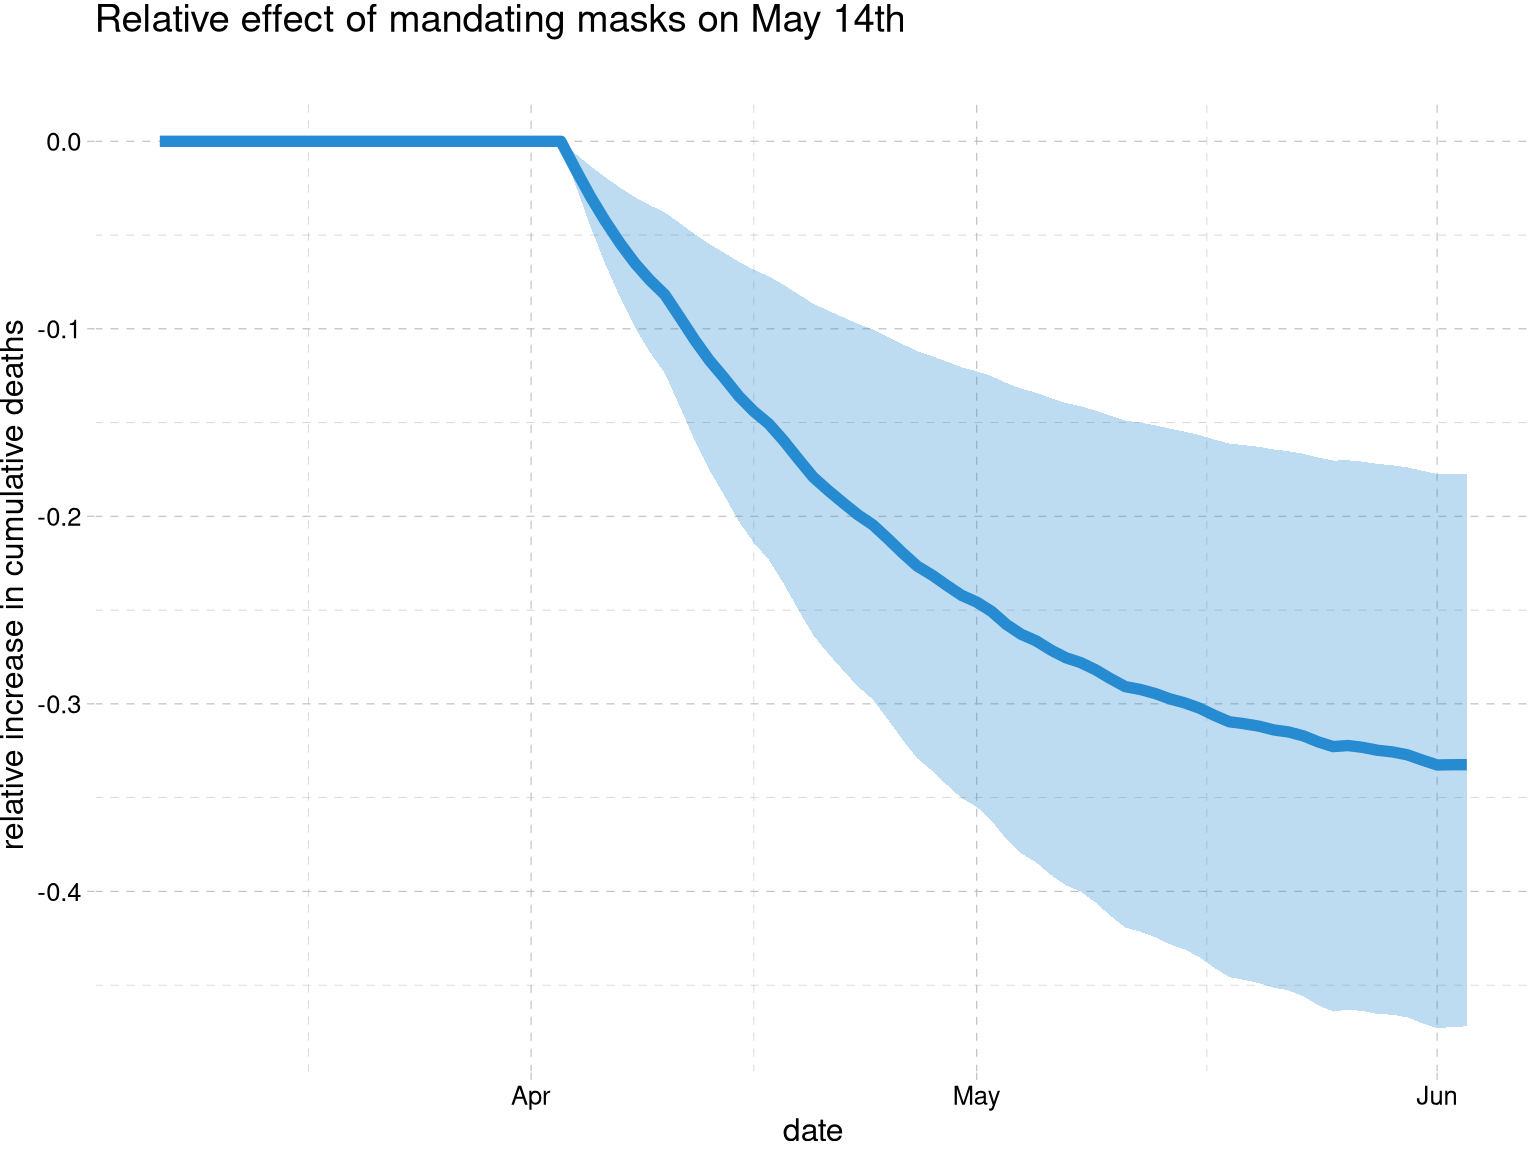 Relative effect of mandating masks on May 14th
relative increase in cumulative deaths
0.0
-0.1
-0.2
-0.3
-0.4
Apr
May
Jun
date